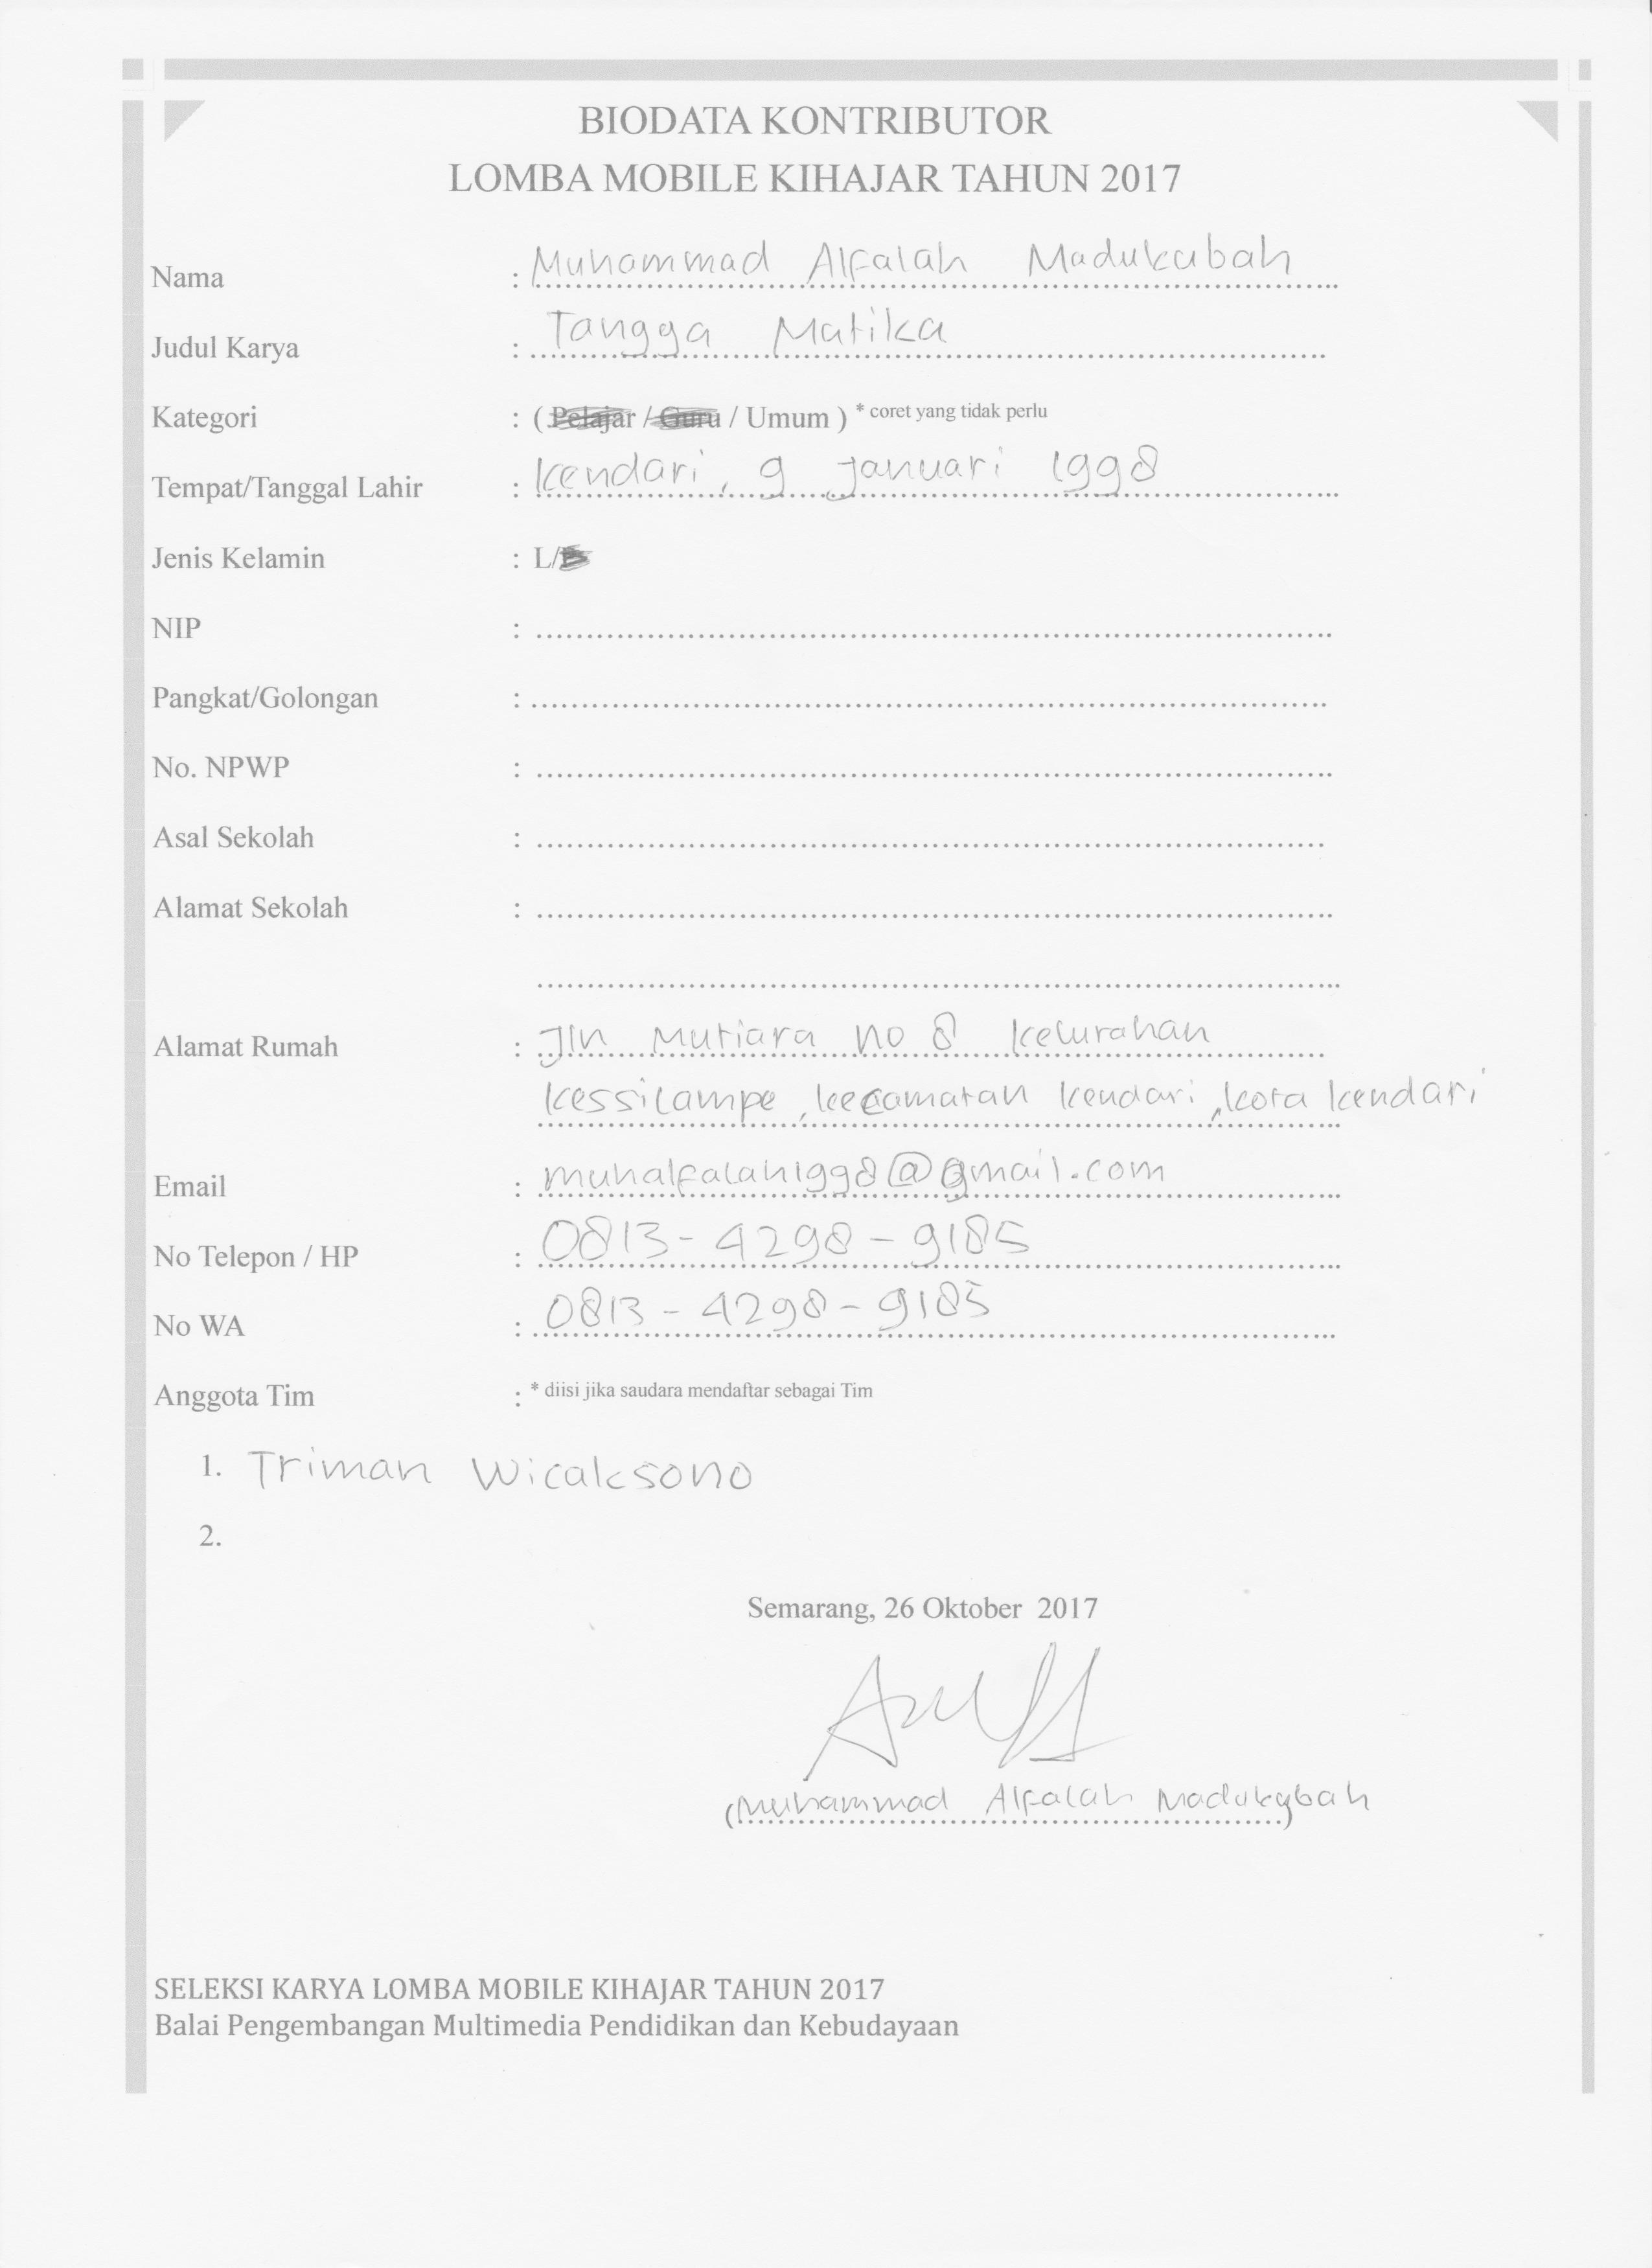 BIODATA KONTRIBUTOR
LOMBA MOBILE KIHAJAR TAHUN 2017
Nama : Muhammad Alfalah Madukubah
Judul Karya : Tangga Matika
Kategori : ( Pelajar / Guru / Umum ) * coret yang tidak perlu
Tempat/Tanggal Lahir : Kendari, 9 Januari 1998
Jenis Kelamin : L/P
NIP :
Pangkat/Golongan :
No. NPWP :
Asal Sekolah :
Alamat Sekolah :
Alamat Rumah : Jln Mutiara no 8 kelurahan
kessilampe, kecamatan kendari, kota kendari
Email : muhalfalah1998@gmail.com
No Telepon / HP : 0813-4298-9185
No WA : 0813-4298-9185
Anggota Tim : * diisi jika saudara mendaftar sebagai Tim
1. Triman Wicaksono
2.
Semarang, 26 Oktober 2017
(Muhammad Alfalah Madukubah)
SELEKSI KARYA LOMBA MOBILE KIHAJAR TAHUN 2017
Balai Pengembangan Multimedia Pendidikan dan Kebudayaan